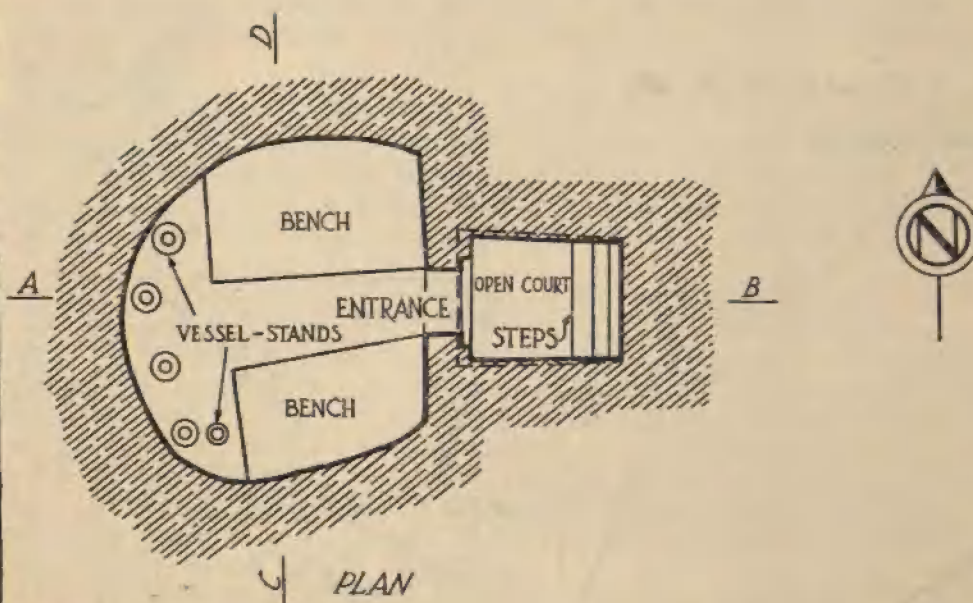 D
BENCH
A
B
OPEN COURT
ENTRANCE
VESSEL-STANDS
STEPS
BENCH
C
PLAN
N